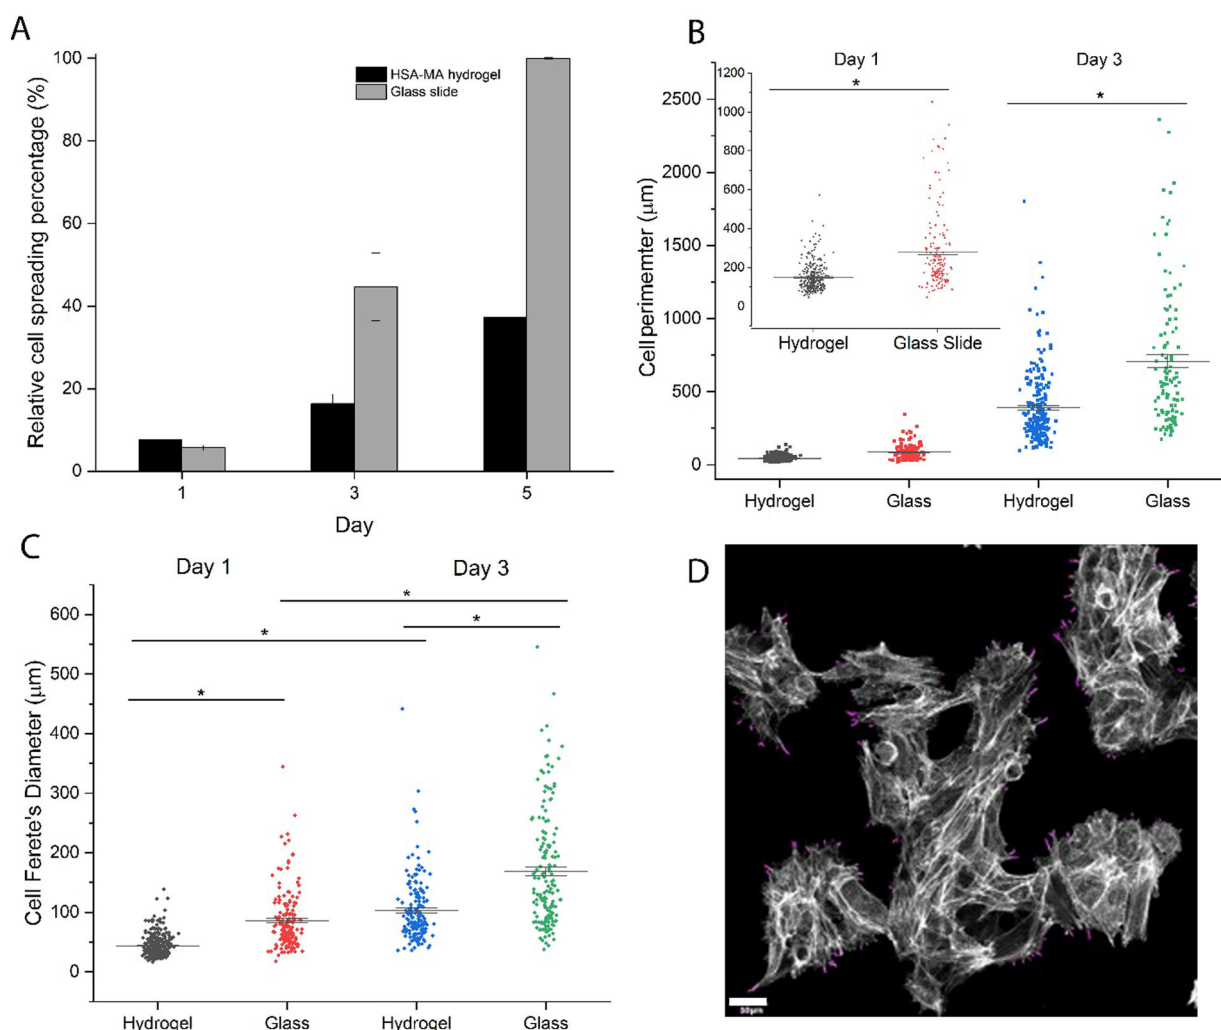 A
Relative cell spreading percentage (%)
100
80
60
40
20
0
HSA-MA hydrogel
Glass slide
1
3
5
Day
B
Day 1
Day 3
Cell perimemter (μm)
2500
2000
1500
1000
500
0
1200
1000
800
600
400
200
0
*
*
Hydrogel
Glass Slide
Hydrogel
Glass
Hydrogel
Glass
C
Day 1
Day 3
Cell Ferete's Diameter (μm)
600
500
400
300
200
100
0
*
*
*
*
Hydrogel
Glass
Hydrogel
Glass
D
50μm